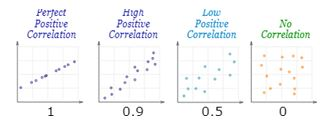 Perfect
Positive
Correlation
High
Positive
Correlation
Low
Positive
Correlation
No
Correlation
1
0.9
0.5
0